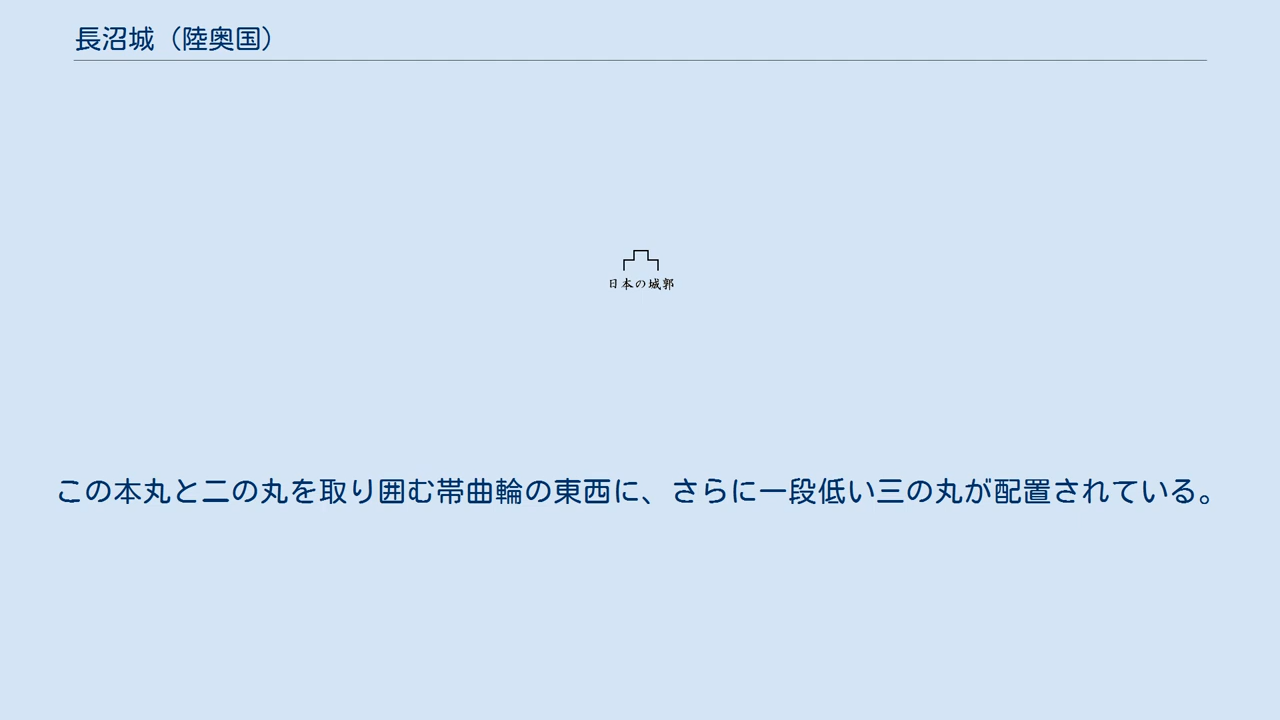 長沼城（陸奥国）
日本の城郭
この本丸と二の丸を取り囲む帯曲輪の東西に、さらに一段低い三の丸が配置されている。